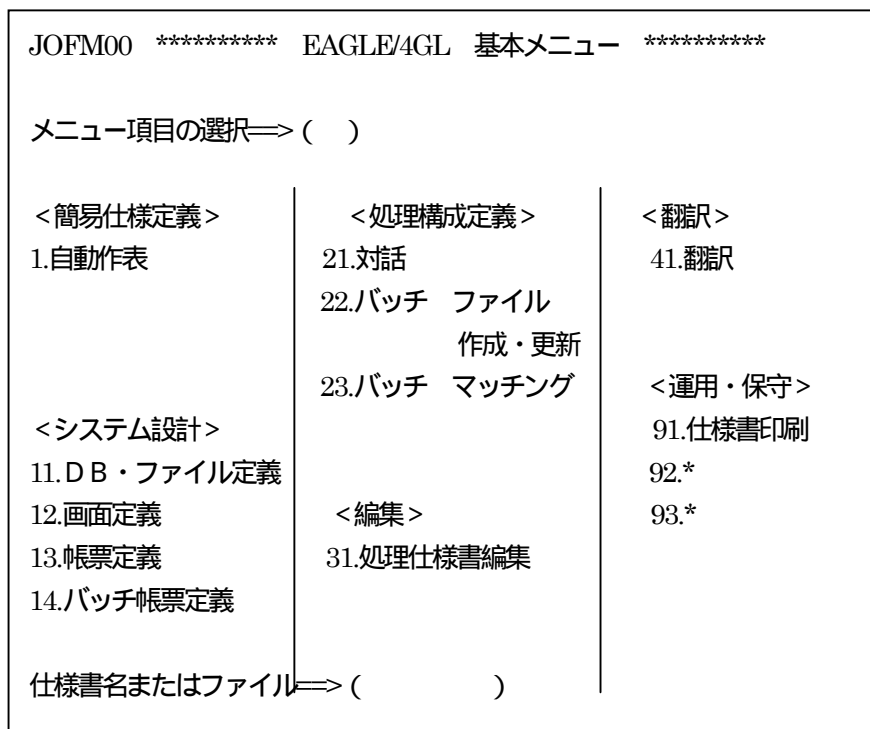 JOFM00 ********** EAGLE/4GL 基本メニュー **********
メニュー項目の選択==> (　)
<簡易仕様定義> <処理構成定義> <翻訳>
1.自動作表 21.対話 41.翻訳
22.バッチ ファイル
作成・更新
23.バッチ マッチング <運用・保守>
<システム設計> 91.仕様書印刷
11.ＤＢ・ファイル定義 92.*
12.画面定義 <編集> 93.*
13.帳票定義 31.処理仕様書編集
14.バッチ帳票定義
仕様書名またはファイル==> (　　　　)